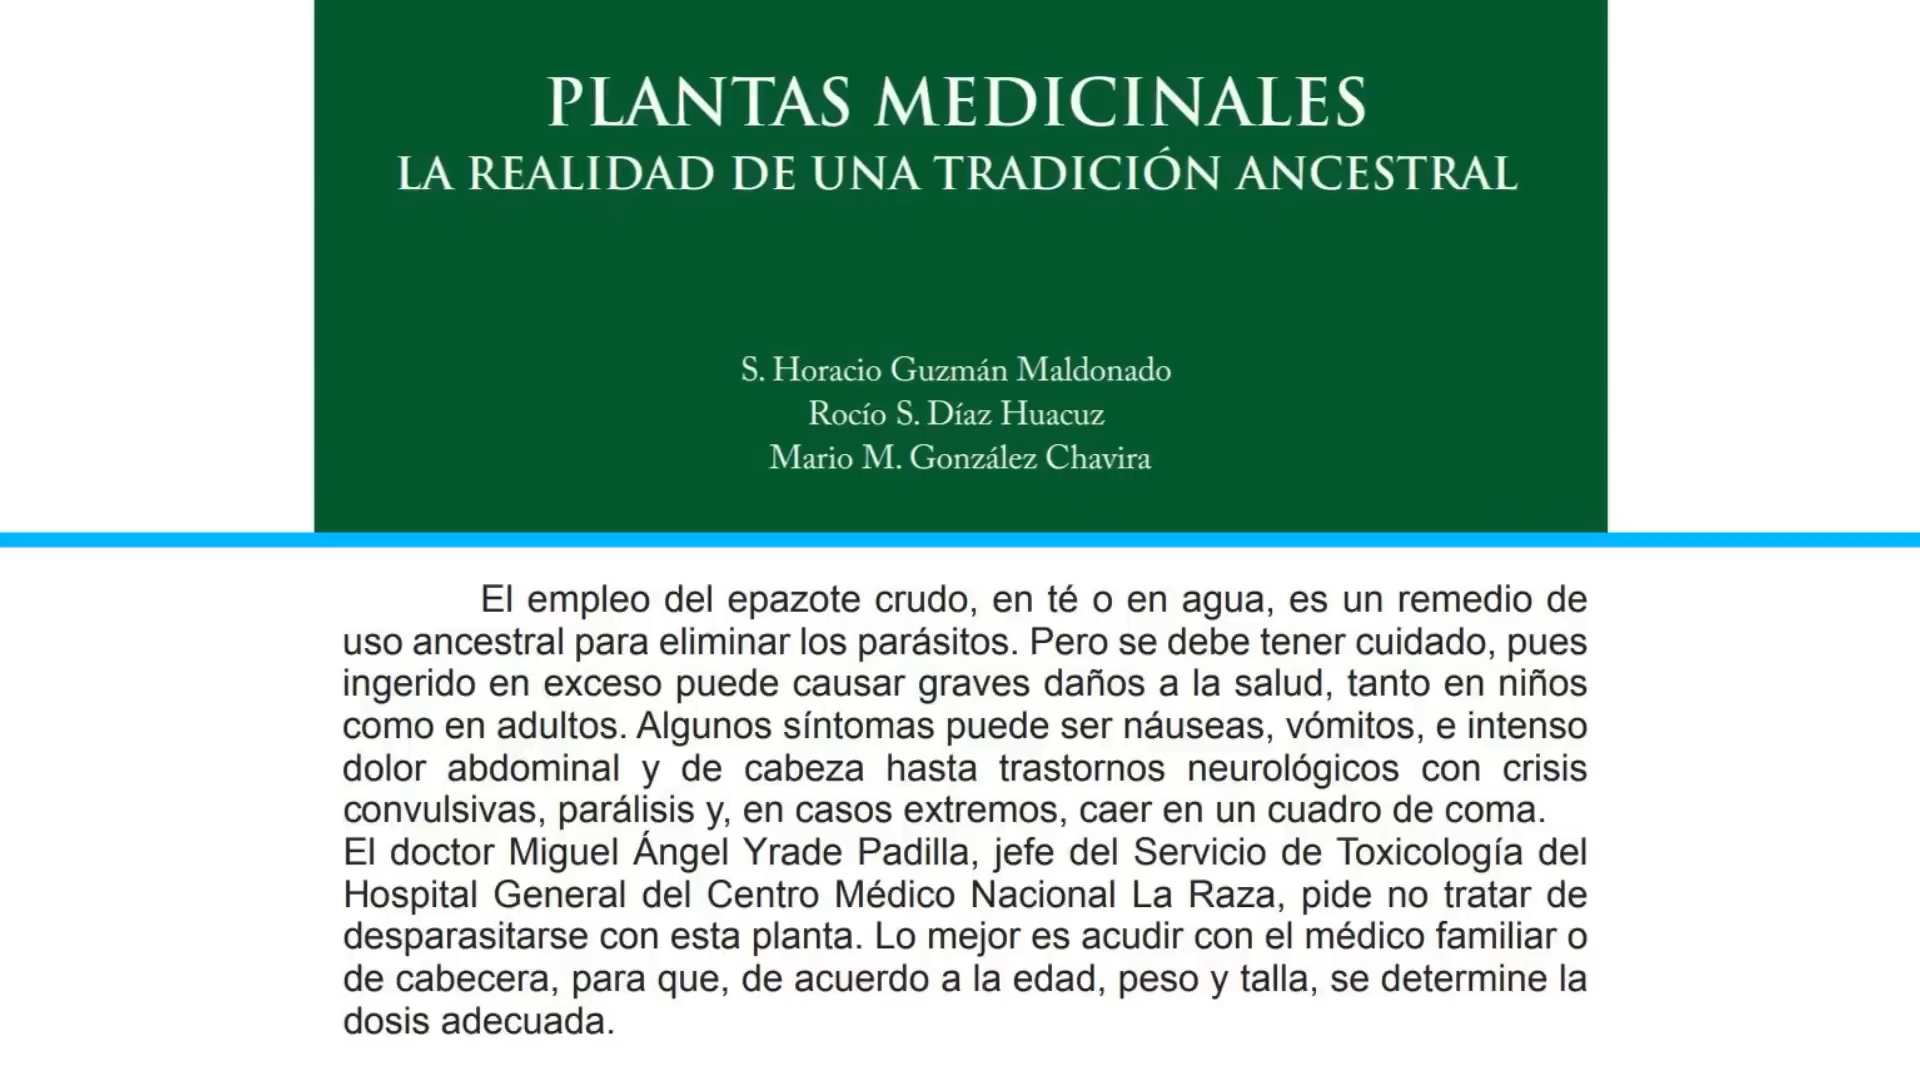 PLANTAS MEDICINALES
LA REALIDAD DE UNA TRADICIÓN ANCESTRAL
S. Horacio Guzmán Maldonado
Rocío S. Díaz Huacuz
Mario M. González Chavira
El empleo del epazote crudo, en té o en agua, es un remedio de
uso ancestral para eliminar los parásitos. Pero se debe tener cuidado, pues
ingerido en exceso puede causar graves daños a la salud, tanto en niños
como en adultos. Algunos síntomas puede ser náuseas, vómitos, e intenso
dolor abdominal y de cabeza hasta trastornos neurológicos con crisis
convulsivas, parálisis y, en casos extremos, caer en un cuadro de coma.
El doctor Miguel Ángel Yrade Padilla, jefe del Servicio de Toxicología del
Hospital General del Centro Médico Nacional La Raza, pide no tratar de
desparasitarse con esta planta. Lo mejor es acudir con el médico familiar o
de cabecera, para que, de acuerdo a la edad, peso y talla, se determine la
dosis adecuada.